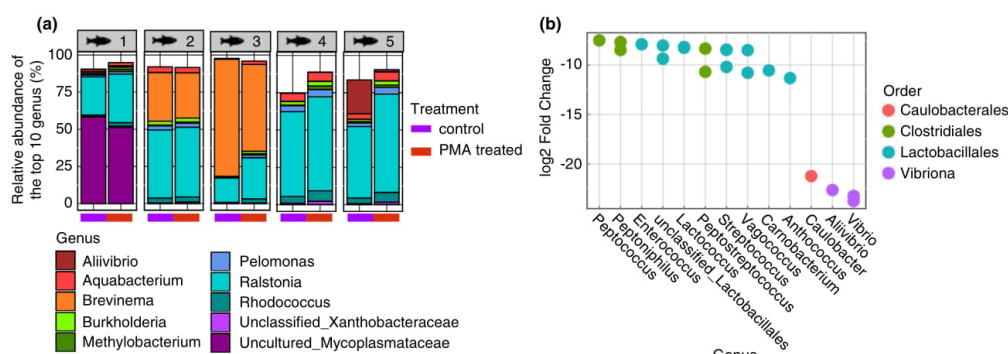 (a)
1
2
3
4
5
Relative abundance of
the top 10 genus (%)
100
75
50
25
0
Treatment
control
PMA treated
Genus
Aliivibrio
Aquabacterium
Brevinema
Burkholderia
Methylobacterium
Pelomonas
Ralstonia
Rhodococcus
Unclassified_Xanthobacteraceae
Uncultured_Mycoplasmataceae
(b)
log2 Fold Change
-10
-15
-20
Peptococcus
Peptoniphilus
Enterococcus
unclassified_Lactobacillales
Lactococcus
Peptostreptococcus
Streptococcus
Vagococcus
Carnobacterium
Anthococcus
Caulobacter
Aliivibrio
Vibrio
Order
Caulobacterales
Clostridiales
Lactobacillales
Vibriona
Genus